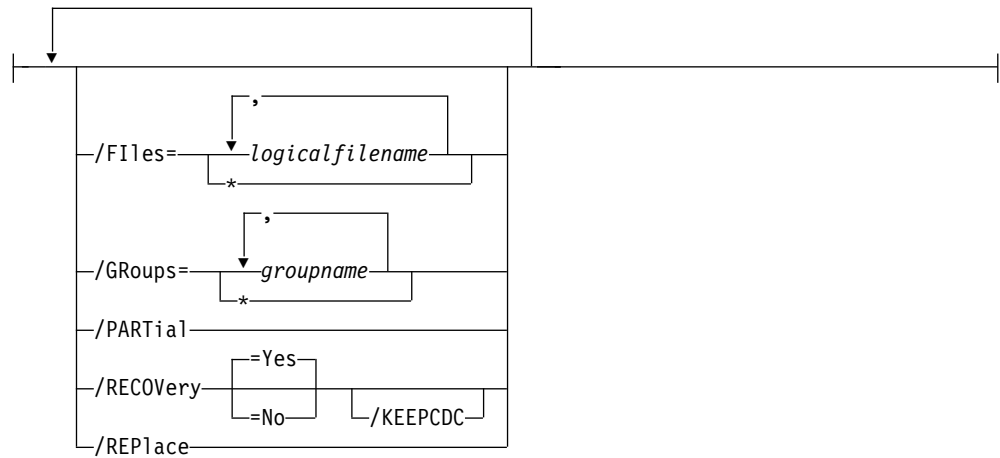 ,
/FIles= logicalfilename
*
,
/GRoups= groupname
*
/PARTial
=Yes
/RECOVery
=No /KEEPCDC
/REPlace